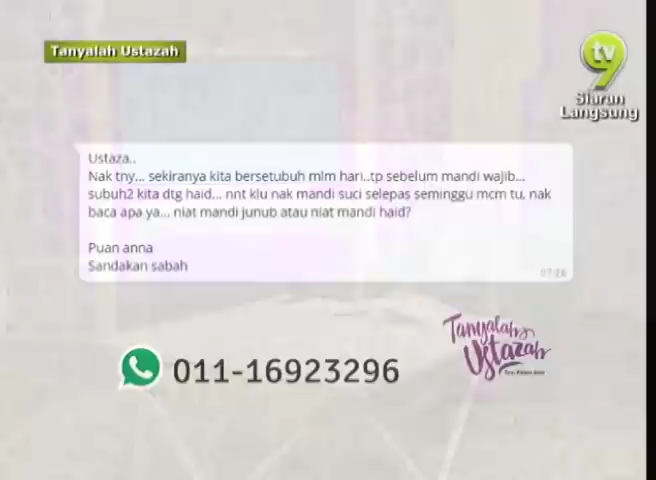 Tanyalah Ustazah
tv
9
Siaran
Langsung
Ustaza..
Nak tny... sekiranya kita bersetubuh mlm hari..tp sebelum mandi wajib...
subuh2 kita dtg haid... nnt klu nak mandi suci selepas seminggu mcm tu, nak
baca apa ya... niat mandi junub atau niat mandi haid?
Puan anna
Sandakan sabah
07:26
Tanyalah
Ustazah
011-16923296